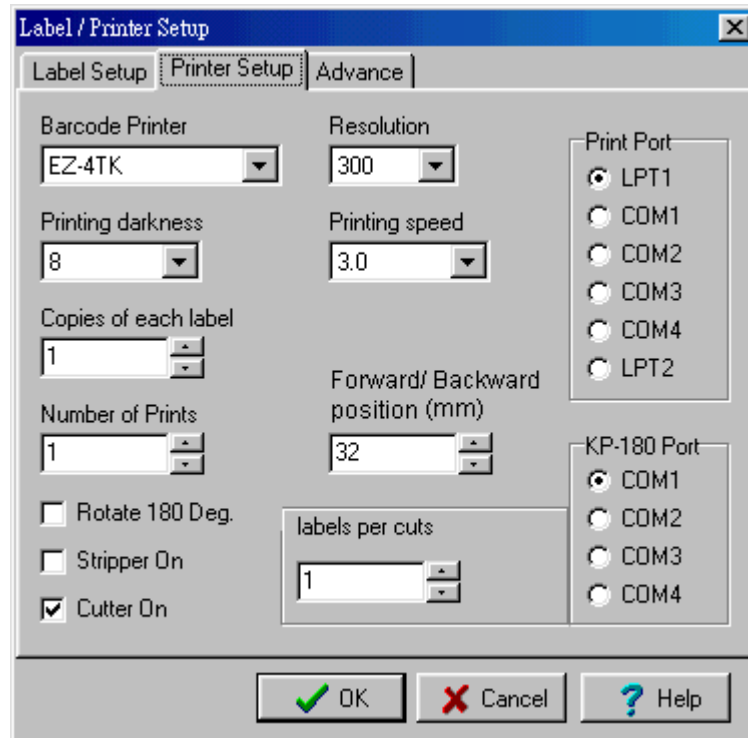 Label / Printer Setup
Label Setup
Printer Setup
Advance
Barcode Printer
EZ-4TK
Resolution
300
Printing darkness
8
Printing speed
3.0
Copies of each label
1
Number of Prints
1
Forward/ Backward
position (mm)
32
Rotate 180 Deg.
Stripper On
Cutter On
labels per cuts
1
Print Port
LPT1
COM1
COM2
COM3
COM4
LPT2
KP-180 Port
COM1
COM2
COM3
COM4
OK
Cancel
Help